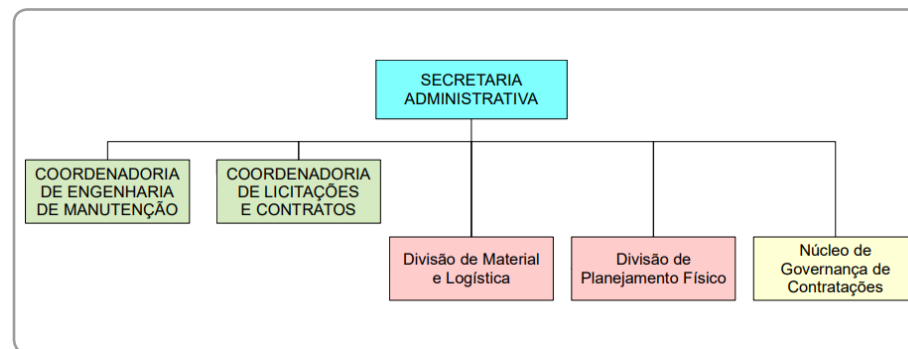 SECRETARIA
ADMINISTRATIVA
COORDENADORIA
DE ENGENHARIA
DE MANUTENÇÃO
COORDENADORIA
DE LICITAÇÕES
E CONTRATOS
Divisão de Material
e Logística
Divisão de
Planejamento Físico
Núcleo de
Governança de
Contratações